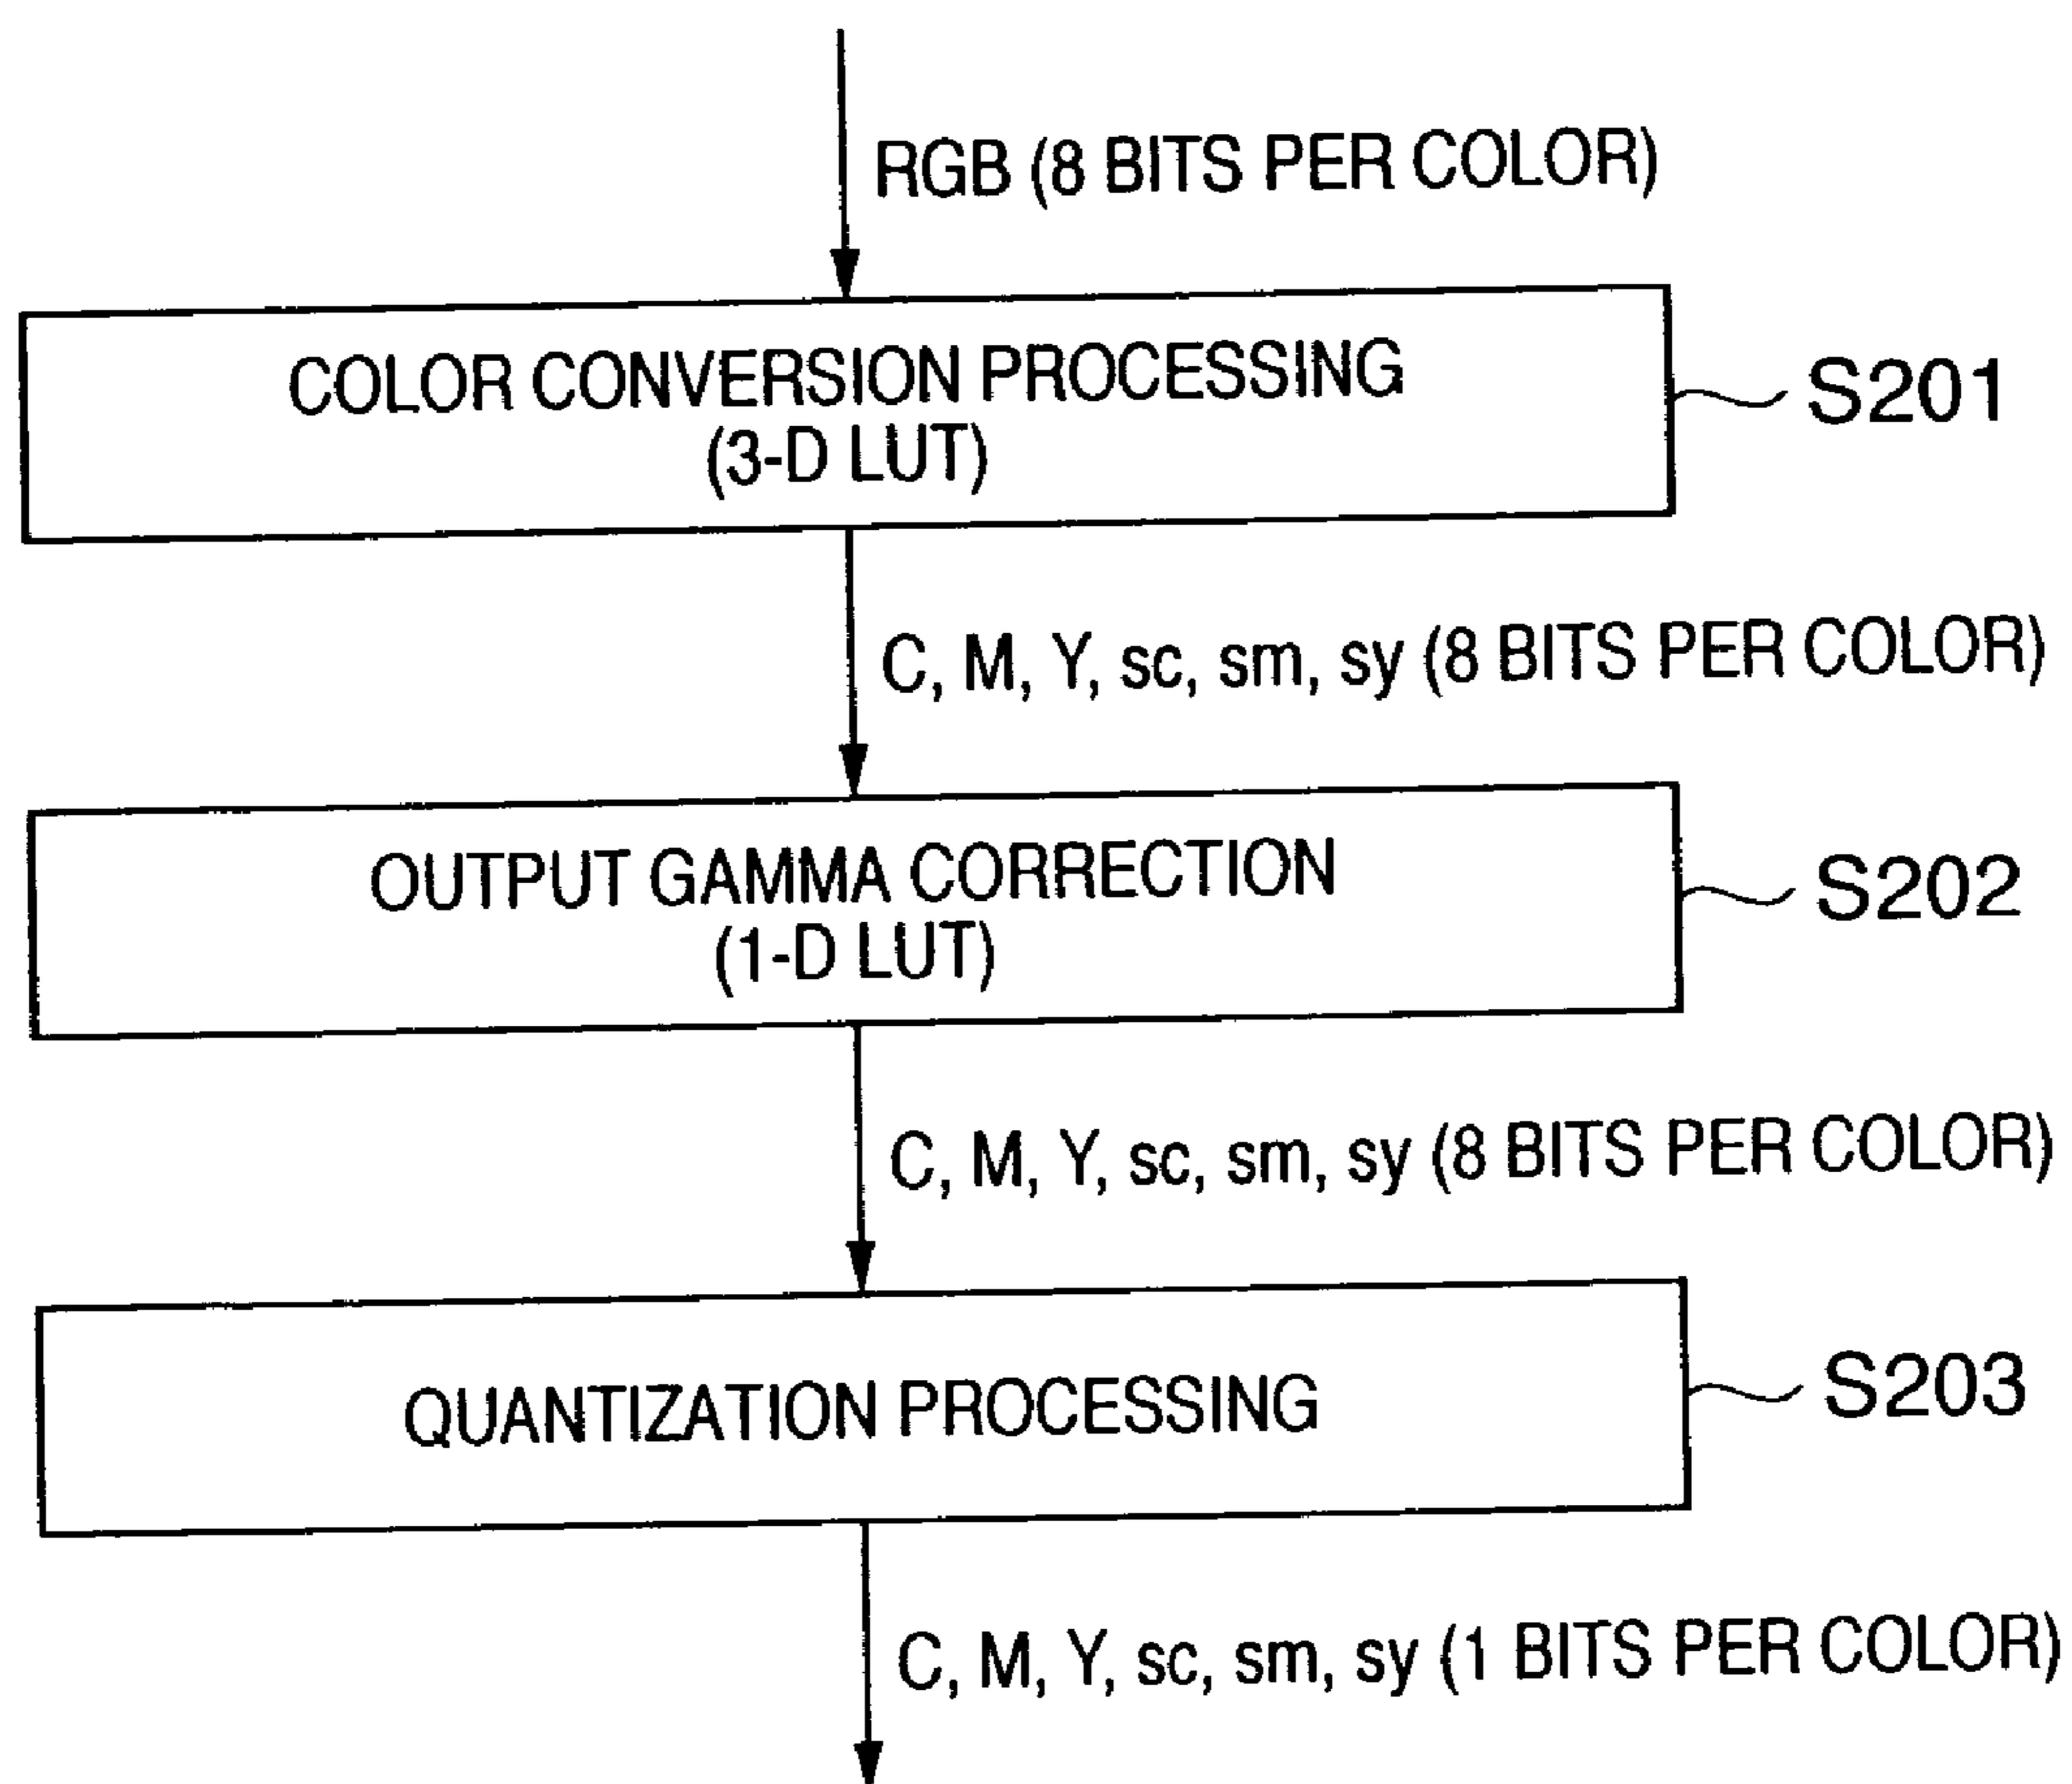 RGB (8 BITS PER COLOR)
COLOR CONVERSION PROCESSING
(3-D LUT)
S201
C, M, Y, sc, sm, sy (8 BITS PER COLOR)
OUTPUT GAMMA CORRECTION
(1-D LUT)
S202
C, M, Y, sc, sm, sy (8 BITS PER COLOR)
QUANTIZATION PROCESSING
S203
C, M, Y, sc, sm, sy (1 BITS PER COLOR)